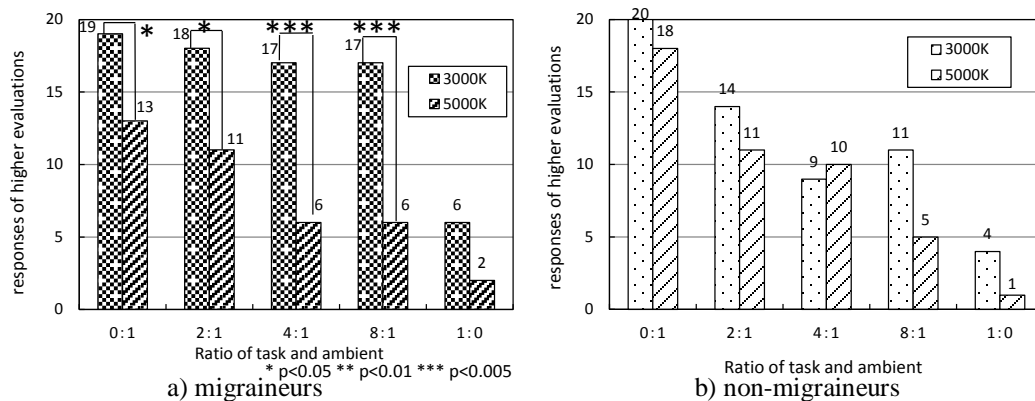 19
*
18
*
17
***
17
***
20
15
10
5
0
responses of higher evaluations
3000K
5000K
13
11
6
6
6
2
0:1 2:1 4:1 8:1 1:0
Ratio of task and ambient
* p<0.05 ** p<0.01 *** p<0.005
a) migraineurs
20
15
10
5
0
responses of higher evaluations
3000K
5000K
20
18
14
11
9
10
11
5
4
1
0:1 2:1 4:1 8:1 1:0
Ratio of task and ambient
b) non-migraineurs